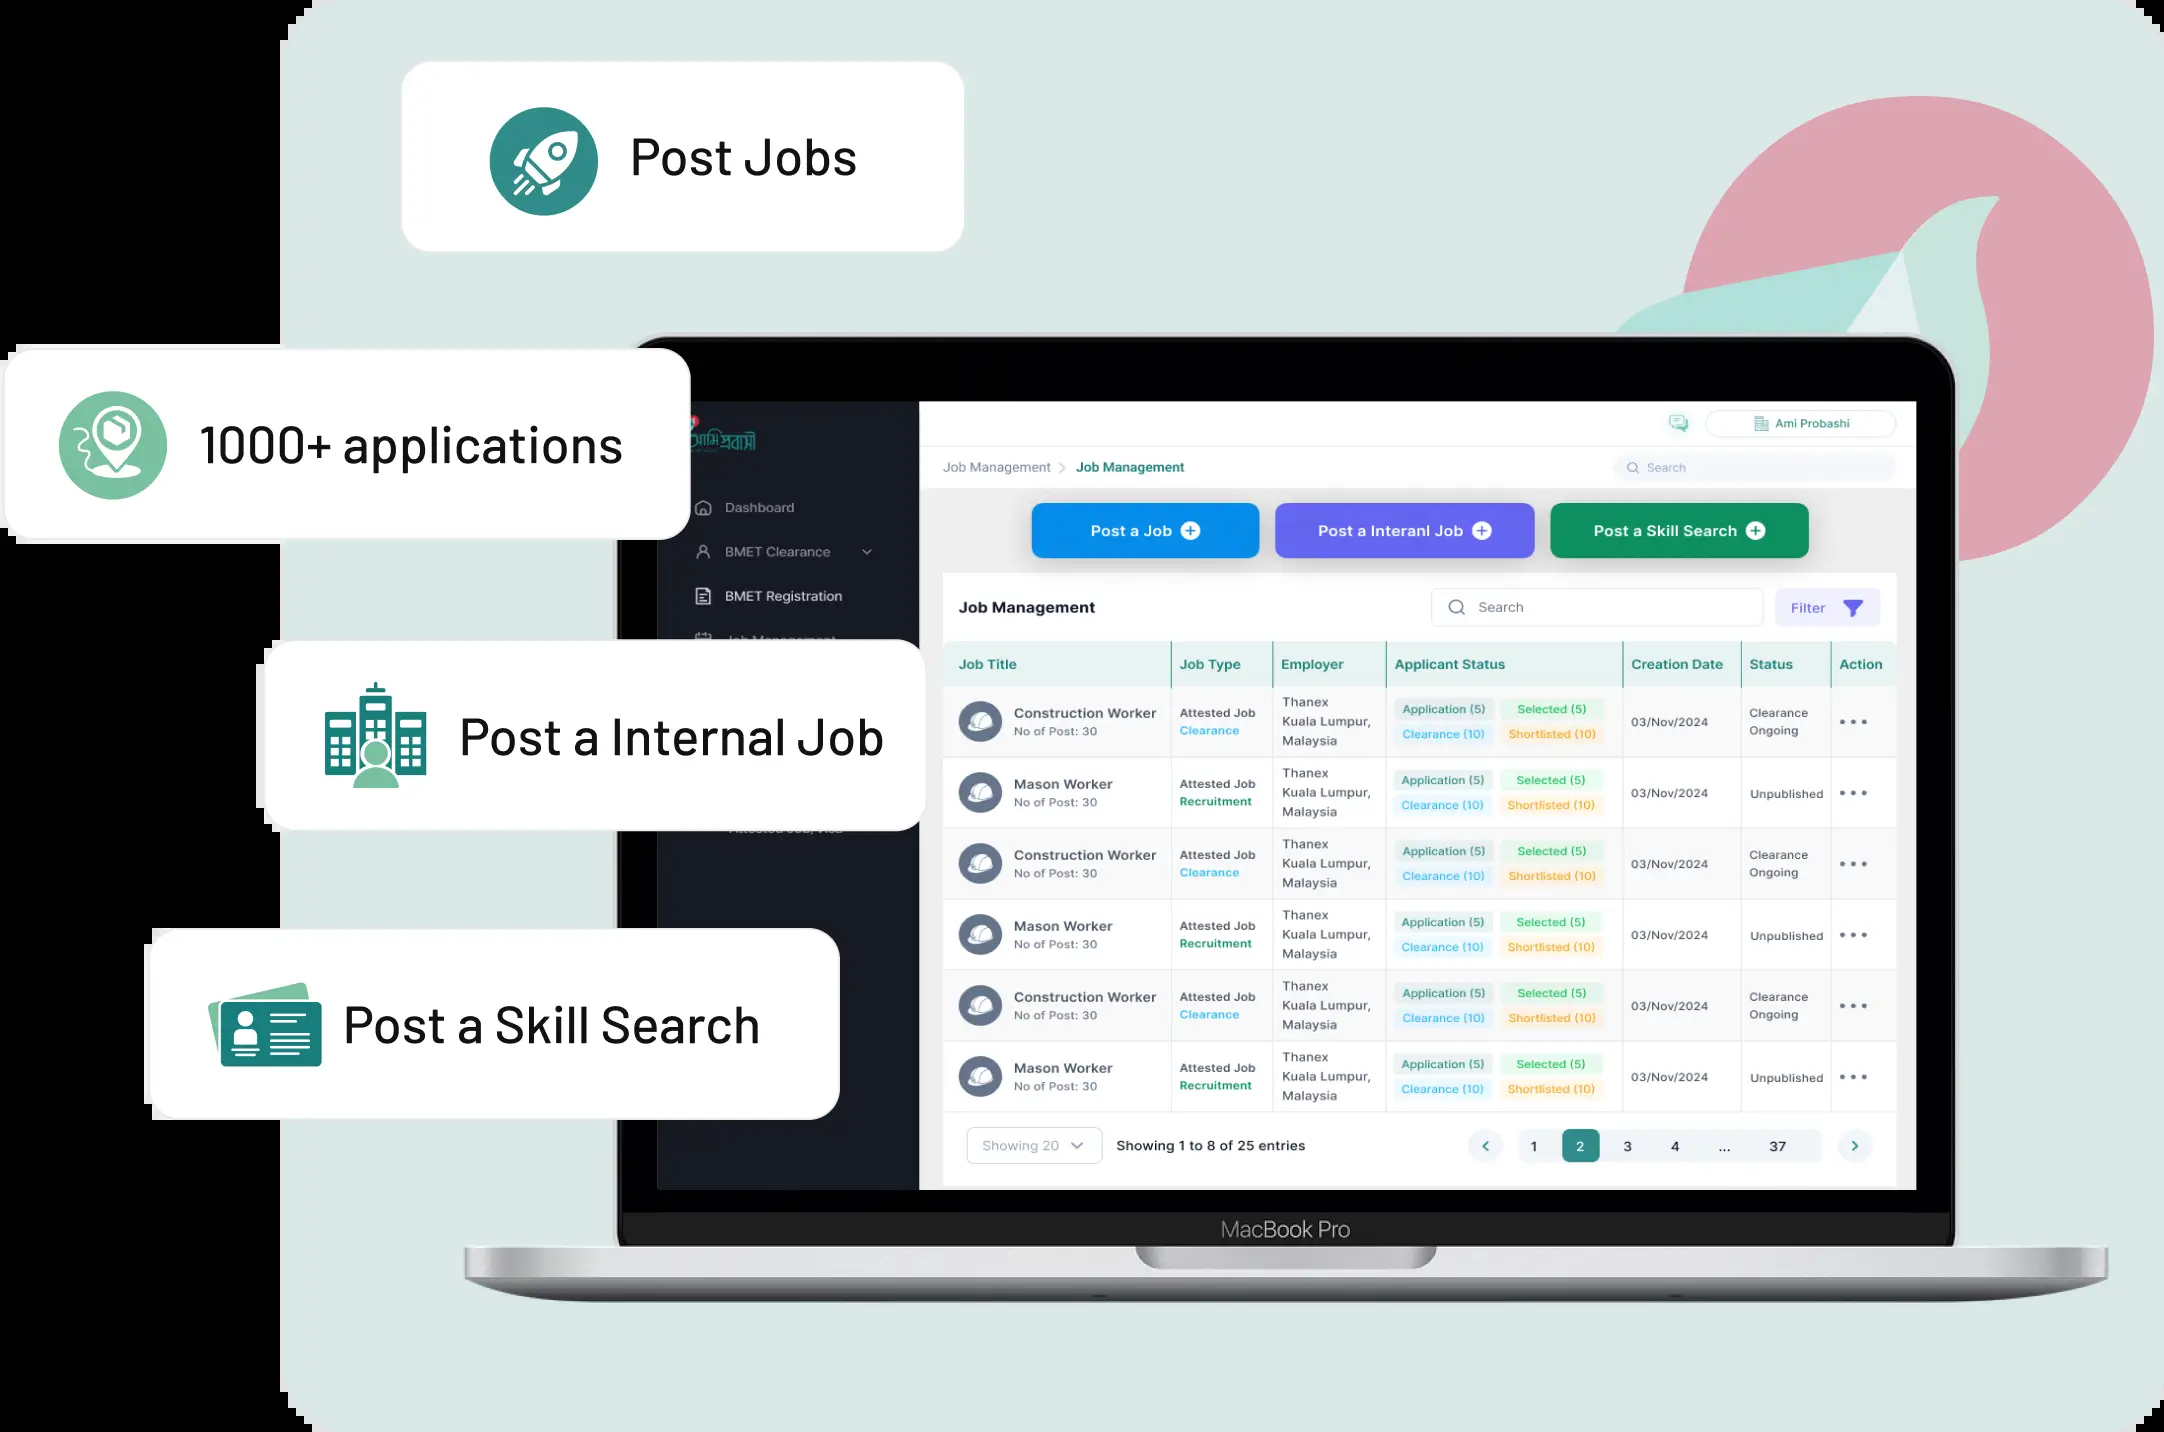 Post Jobs
1000+ applications
Post a Internal Job
Post a Skill Search
আমি প্রবাসী
Dashboard
BMET Clearance
BMET Registration
Job Management
Ami Probashi
Job Management > Job Management
Search
Post a Job
Post a Interanl Job
Post a Skill Search
Job Management
Search
Filter
Job Title Job Type Employer Applicant Status Creation Date Status Action
Construction Worker
No of Post: 30
Attested Job
Clearance
Thanex
Kuala Lumpur,
Malaysia
Application (5) Selected (5)
Clearance (10) Shortlisted (10)
03/Nov/2024
Clearance
Ongoing
Mason Worker
No of Post: 30
Attested Job
Recruitment
Thanex
Kuala Lumpur,
Malaysia
Application (5) Selected (5)
Clearance (10) Shortlisted (10)
03/Nov/2024
Unpublished
Construction Worker
No of Post: 30
Attested Job
Clearance
Thanex
Kuala Lumpur,
Malaysia
Application (5) Selected (5)
Clearance (10) Shortlisted (10)
03/Nov/2024
Clearance
Ongoing
Mason Worker
No of Post: 30
Attested Job
Recruitment
Thanex
Kuala Lumpur,
Malaysia
Application (5) Selected (5)
Clearance (10) Shortlisted (10)
03/Nov/2024
Unpublished
Construction Worker
No of Post: 30
Attested Job
Clearance
Thanex
Kuala Lumpur,
Malaysia
Application (5) Selected (5)
Clearance (10) Shortlisted (10)
03/Nov/2024
Clearance
Ongoing
Mason Worker
No of Post: 30
Attested Job
Recruitment
Thanex
Kuala Lumpur,
Malaysia
Application (5) Selected (5)
Clearance (10) Shortlisted (10)
03/Nov/2024
Unpublished
Showing 20
Showing 1 to 8 of 25 entries
1 2 3 4 ... 37
MacBook Pro